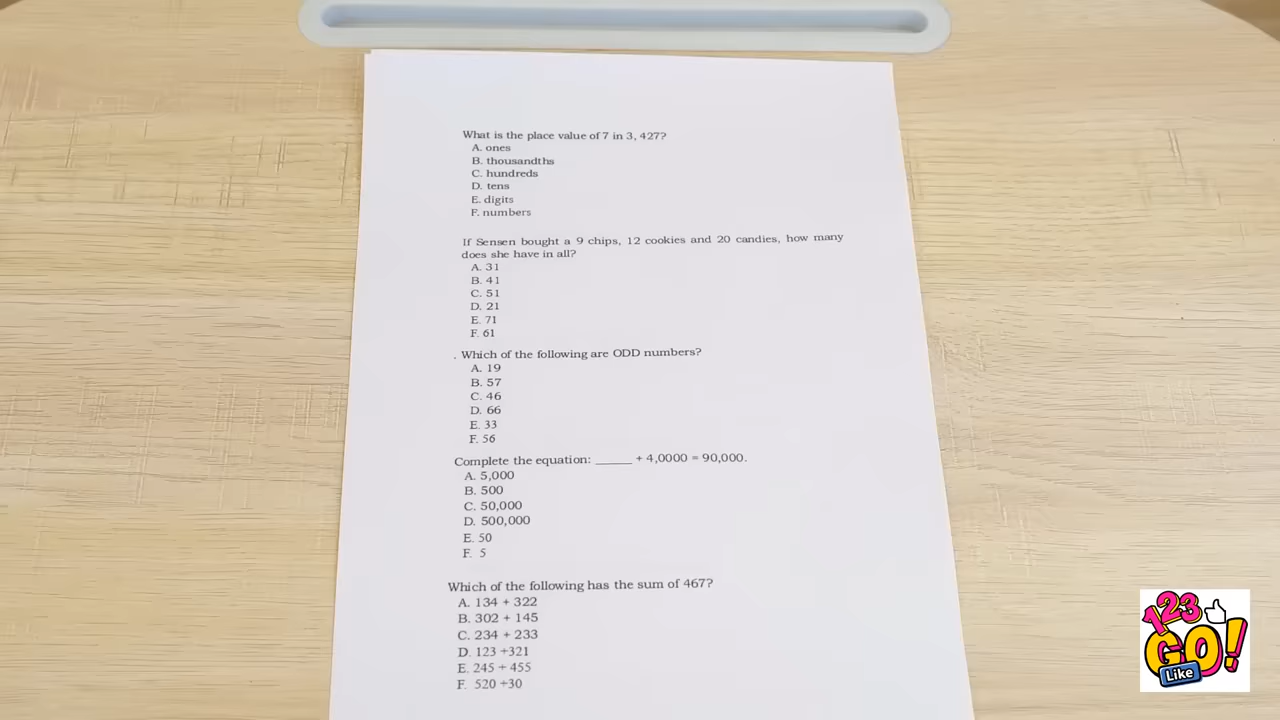 What is the place value of 7 in 3, 427?
A. ones
B. thousandths
C. hundreds
D. tens
E. digits
F. numbers
If Sensen bought a 9 chips, 12 cookies and 20 candies, how many
does she have in all?
A. 31
B. 41
C. 51
D. 21
E. 71
F. 61
. Which of the following are ODD numbers?
A. 19
B. 57
C. 46
D. 66
E. 33
F. 56
Complete the equation: ______ + 4,0000 = 90,000.
A. 5,000
B. 500
C. 50,000
D. 500,000
E. 50
F. 5
Which of the following has the sum of 467?
A. 134 + 322
B. 302 + 145
C. 234 + 233
D. 123 +321
E. 245 + 455
F. 520 +30
123
GO!
Like